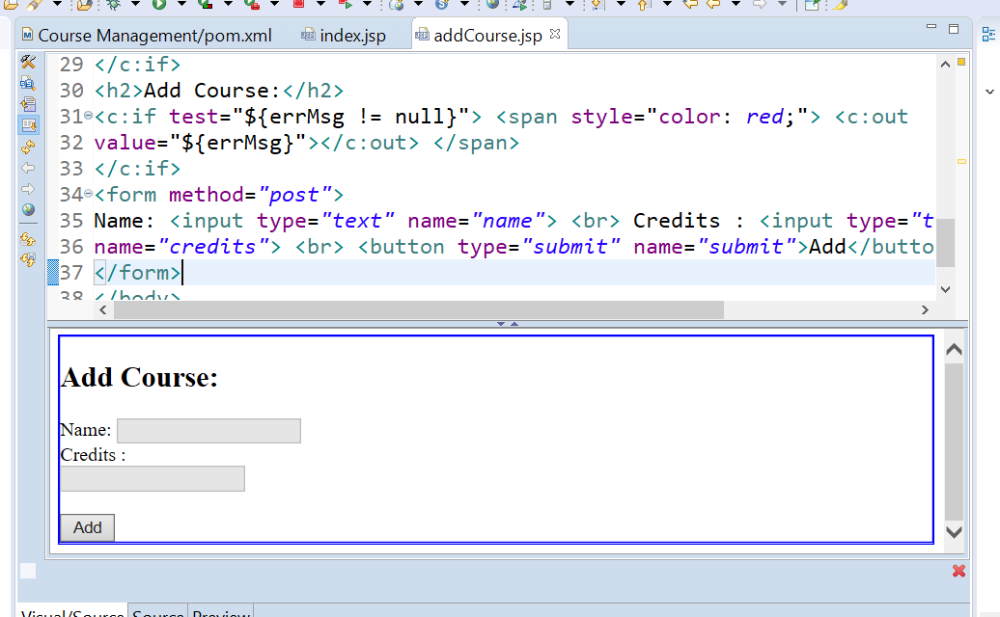 Course Management/pom.xml index.jsp addCourse.jsp
29 </c:if>
30 <h2>Add Course:</h2>
31 <c:if test="${errMsg != null}"> <span style="color: red;"> <c:out
32 value="${errMsg}"></c:out> </span>
33 </c:if>
34 <form method="post">
35 Name: <input type="text" name="name"> <br> Credits : <input type="t
36 name="credits"> <br> <button type="submit" name="submit">Add</butto
37 </form>
38 </body>
Add Course:
Name:
Credits :
Add
Visual/Source Source Preview